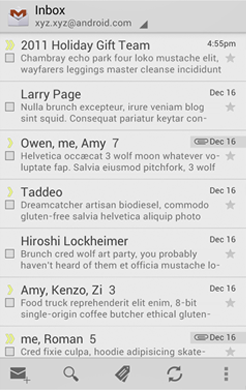 Inbox
xyz.xyz@android.com
2011 Holiday Gift Team 4:55pm
Chambray echo park four loko mustache elit,
wayfarers leggings master cleanse incididunt
Larry Page Dec 16
Nulla brunch excepteur, irure veniam blog
sint squid. Consequat pariatur keytar con-
Owen, me, Amy 7 Dec 16
Helvetica occæcat 3 wolf moon whatever vo-
luptate fap. Salvia eiusmod pitchfork, 3 wolf
Taddeo Dec 16
Dreamcatcher artisan biodiesel, commodo
gluten-free salvia helvetica aliquip photo
Hiroshi Lockheimer Dec 16
Brunch cred wolf art party, you probably
haven't heard of them et officia mustache lo-
Amy, Kenzo, Zi 3 Dec 16
Food truck reprehenderit elit enim, 8-bit
single-origin coffee butcher ethical gluten-
me, Roman 5 Dec 16
Cred fixie culpa, hoodie adipisicing skate-